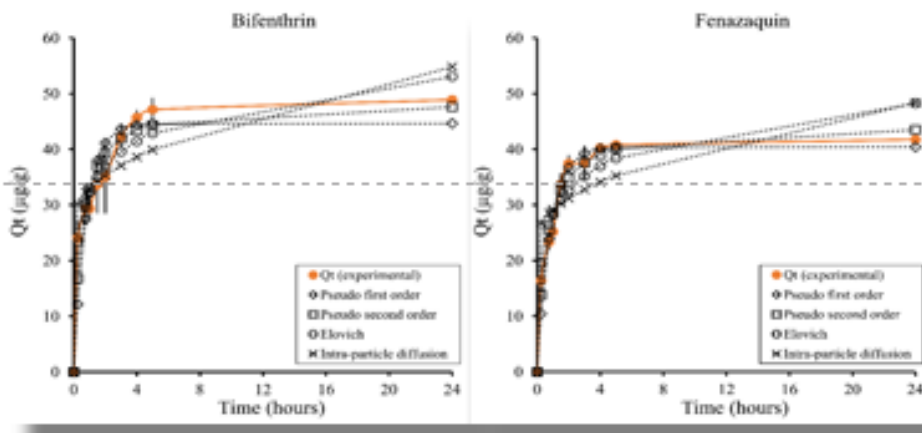 Bifenthrin
Qt (µg/g)
60
50
40
30
20
10
0
Qt (experimental)
Pseudo first order
Pseudo second order
Elovich
Intra-particle diffusion
0 4 8 12 16 20 24
Time (hours)
Fenazaquin
Qt (µg/g)
60
50
40
30
20
10
0
Qt (experimental)
Pseudo first order
Pseudo second order
Elovich
Intra-particle diffusion
0 4 8 12 16 20 24
Time (hours)